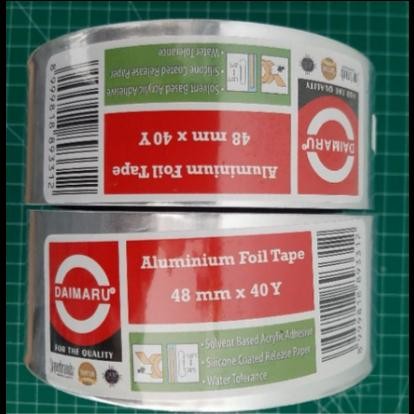 8999818893312
• Water Tolerance
• Silicone Coated Release Paper
• Solvent Based Acrylic Adhesive
48 mm x 40 Y
Aluminium Foil Tape
FOR THE QUALITY
DAIMARU®
DAIMARU®
FOR THE QUALITY
Aluminium Foil Tape
48 mm x 40 Y
• Solvent Based Acrylic Adhesive
• Silicone Coated Release Paper
• Water Tolerance
8999818893312